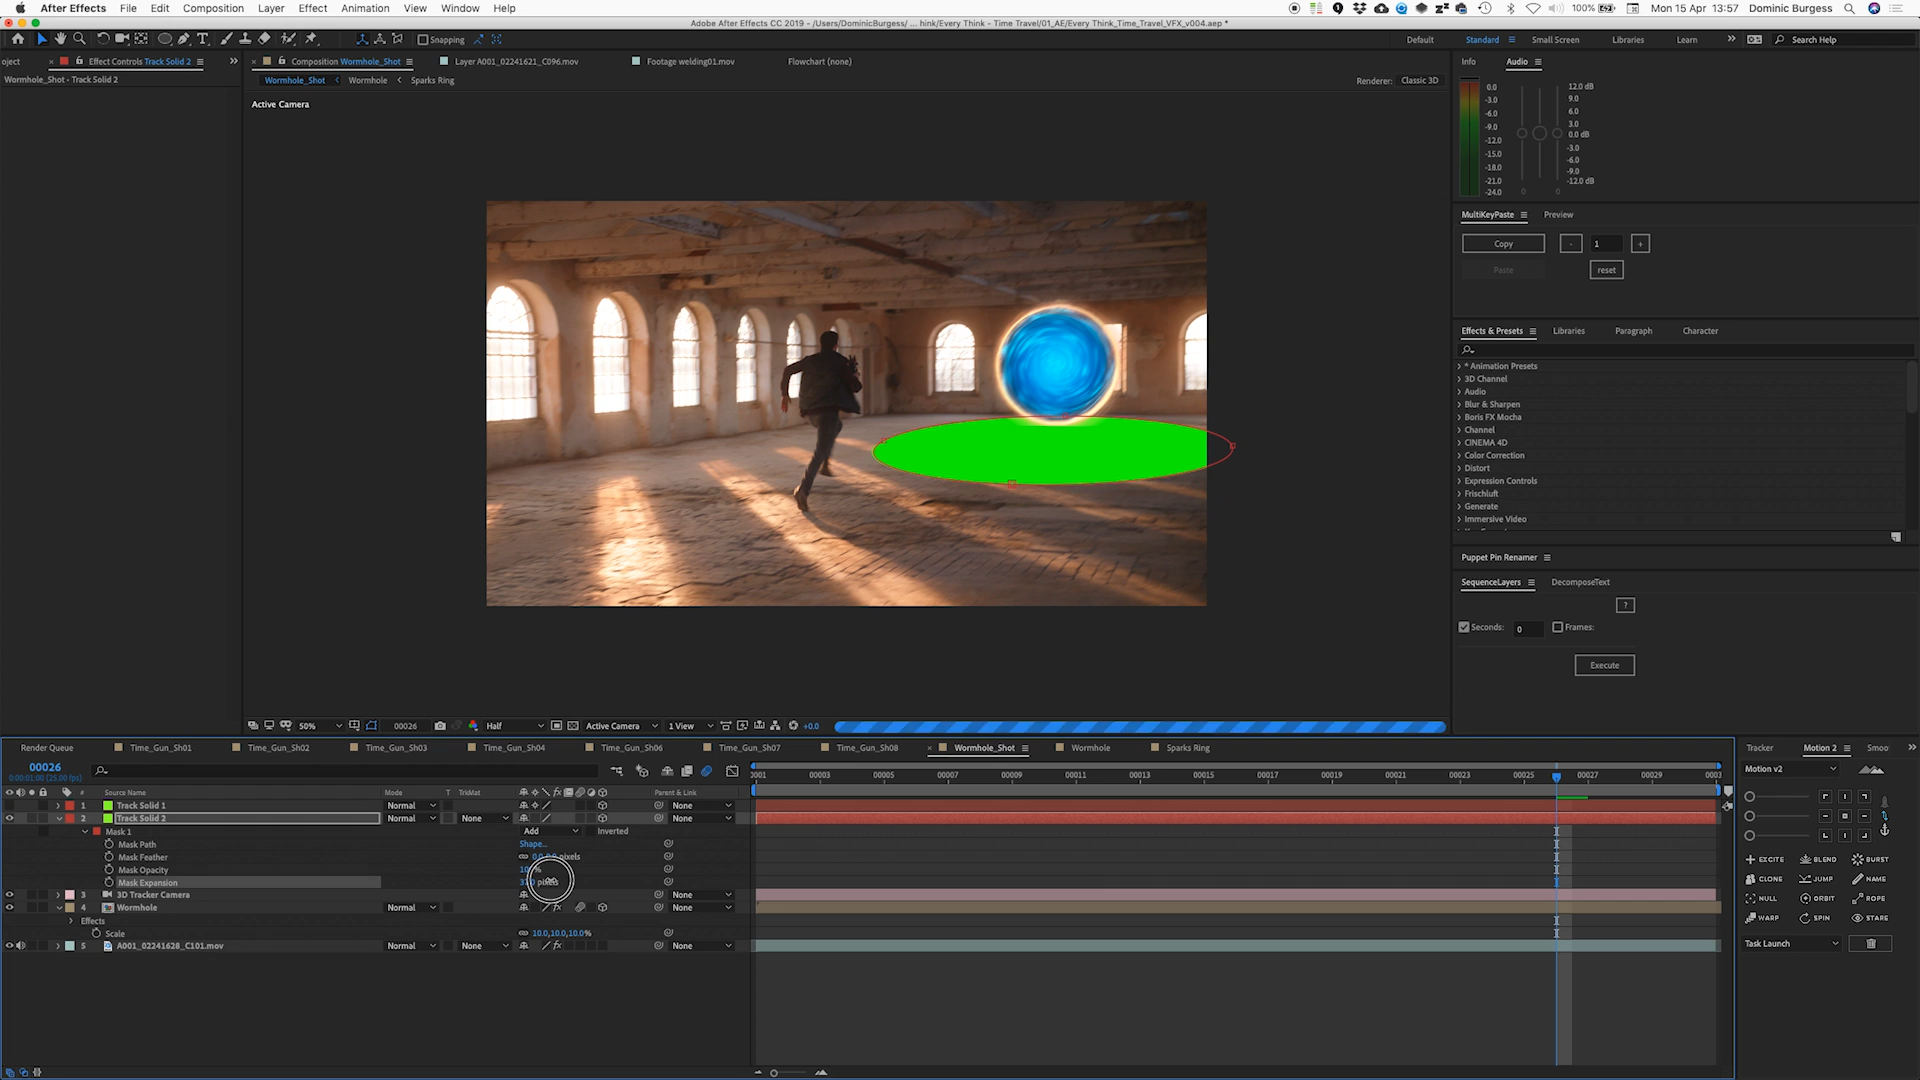 After Effects File Edit Composition Layer Effect Animation View Window Help 100% Mon 15 Apr 13:57 Dominic Burgess
Adobe After Effects CC 2019 - /Users/DominicBurgess/ ... hink/Every Think - Time Travel/01_AE/Every Think_Time_Travel_VFX_v004.aep *
Snapping Default Standard Small Screen Libraries Learn Search Help
oject Effect Controls Track Solid 2 Composition Wormhole_Shot Layer A001_02241621_C096.mov Footage welding01.mov Flowchart (none) Info Audio
Wormhole_Shot - Track Solid 2 Wormhole_Shot Wormhole Sparks Ring Renderer: Classic 3D
Active Camera
0.0 12.0 dB
-3.0 9.0
-6.0 6.0
-9.0 3.0
-12.0 0.0 dB
-15.0 -3.0
-18.0 -6.0
-21.0 -9.0
-24.0 0 0 -12.0 dB
MultiKeyPaste Preview
Copy - 1 +
Paste reset
Effects & Presets Libraries Paragraph Character
* Animation Presets
3D Channel
Audio
Blur & Sharpen
Boris FX Mocha
Channel
CINEMA 4D
Color Correction
Distort
Expression Controls
Frischluft
Generate
Immersive Video
Puppet Pin Renamer
SequenceLayers DecomposeText
?
Seconds: 0 Frames:
Execute
50% 00026 Half Active Camera 1 View +0.0
Render Queue Time_Gun_Sh01 Time_Gun_Sh02 Time_Gun_Sh03 Time_Gun_Sh04 Time_Gun_Sh06 Time_Gun_Sh07 Time_Gun_Sh08 Wormhole_Shot Wormhole Sparks Ring Tracker Motion 2 Smoo
00026
0:00:01:00 (25.00 fps)
0001 00003 00005 00007 00009 00011 00013 00015 00017 00019 00021 00023 00025 00027 00029 0003
Motion v2
# Source Name Mode T TrkMat Parent & Link
1 Track Solid 1 Normal None
2 Track Solid 2 Normal None None
Mask 1 Add Inverted
Mask Path Shape...
Mask Feather 0.0,0.0 pixels
Mask Opacity %
Mask Expansion pixels
3 3D Tracker Camera None
4 Wormhole Normal None
Effects
Scale 10.0,10.0,10.0%
5 A001_02241628_C101.mov Normal None None
EXCITE BLEND BURST
CLONE JUMP NAME
NULL ORBIT ROPE
WARP SPIN STARE
Task Launch